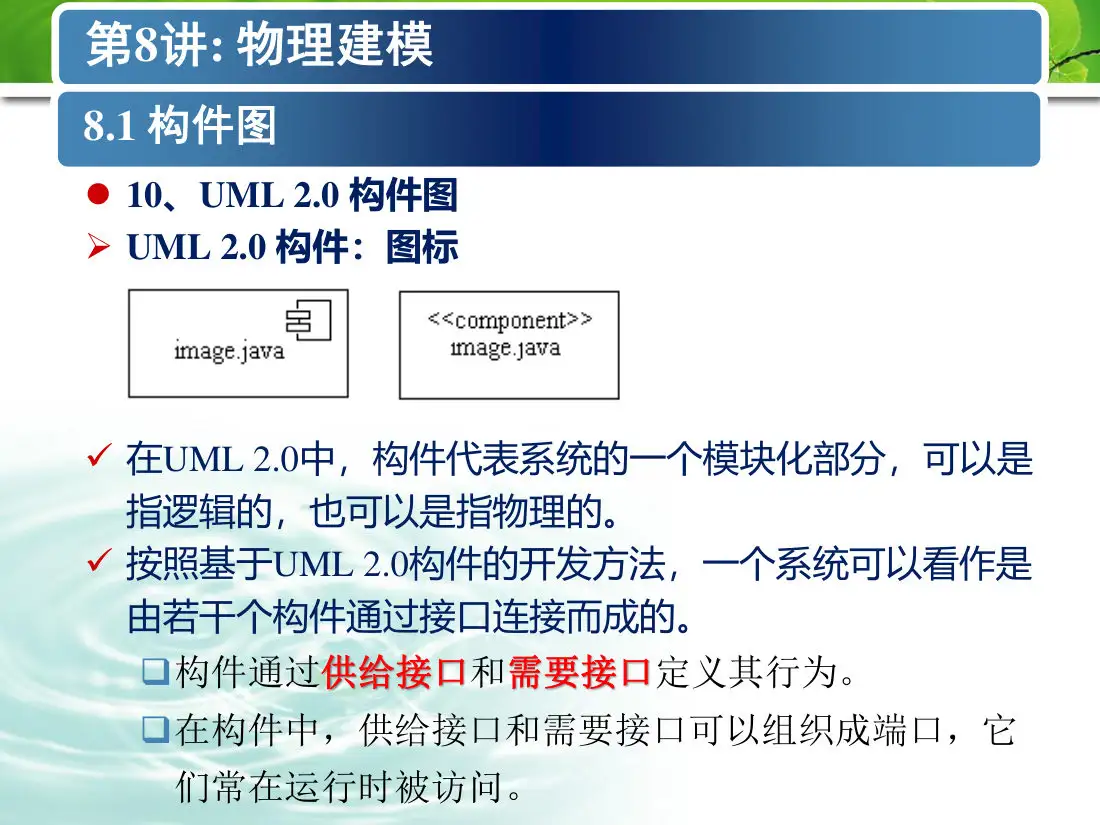 第8讲: 物理建模
8.1 构件图
10、UML 2.0 构件图
UML 2.0 构件：图标
image.java
<<component>>
image.java
在UML 2.0中，构件代表系统的一个模块化部分，可以是
指逻辑的，也可以是指物理的。
按照基于UML 2.0构件的开发方法，一个系统可以看作是
由若干个构件通过接口连接而成的。
构件通过供给接口和需要接口定义其行为。
在构件中，供给接口和需要接口可以组织成端口，它
们常在运行时被访问。